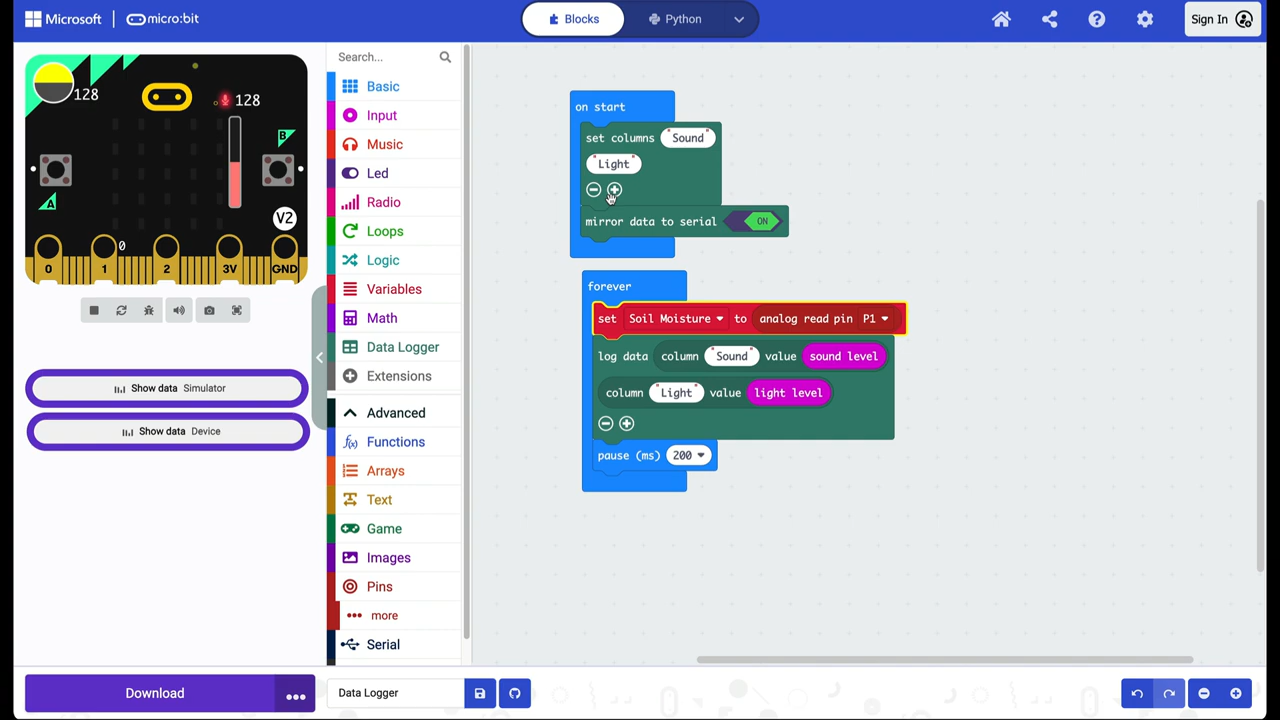 Microsoft micro:bit
Blocks
Python
Sign In
128
128
B
A
V2
0
0 1 2 3V GND
Show data Simulator
Show data Device
Search...
Basic
Input
Music
Led
Radio
Loops
Logic
Variables
Math
Data Logger
Extensions
Advanced
Functions
Arrays
Text
Game
Images
Pins
more
Serial
on start
set columns "Sound"
"Light"
mirror data to serial ON
forever
set Soil Moisture to analog read pin P1
log data column "Sound" value sound level
column "Light" value light level
pause (ms) 200
Download
Data Logger